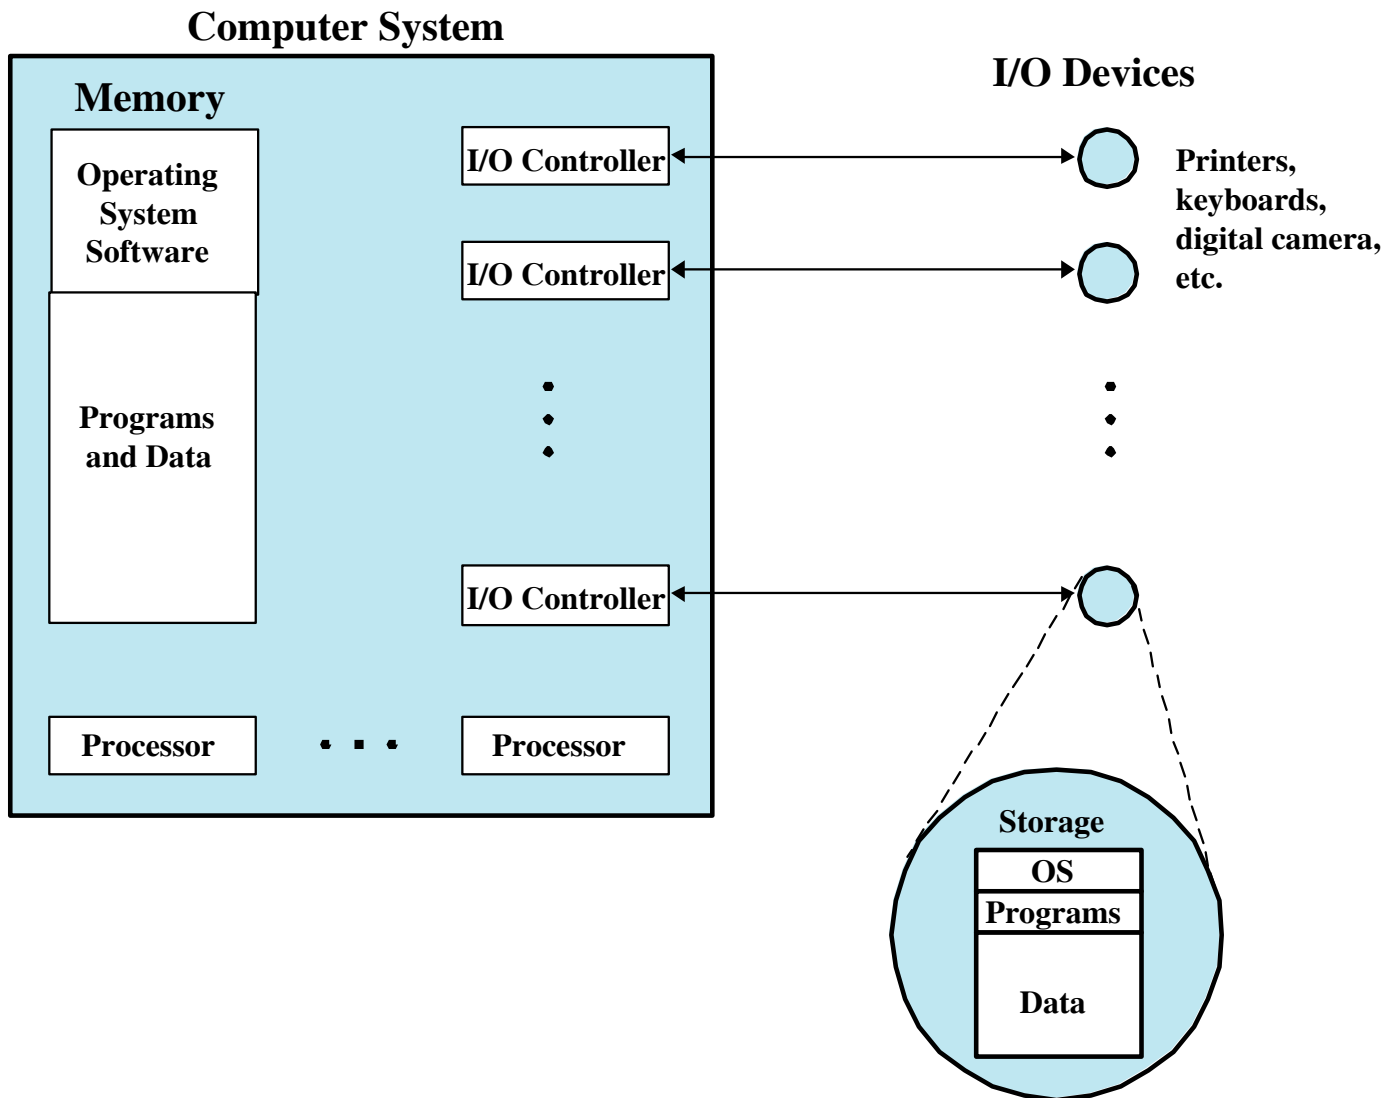 Computer System
I/O Devices
Memory
Operating
System
Software
Programs
and Data
I/O Controller
I/O Controller
I/O Controller
Processor
Processor
Printers,
keyboards,
digital camera,
etc.
Storage
OS
Programs
Data